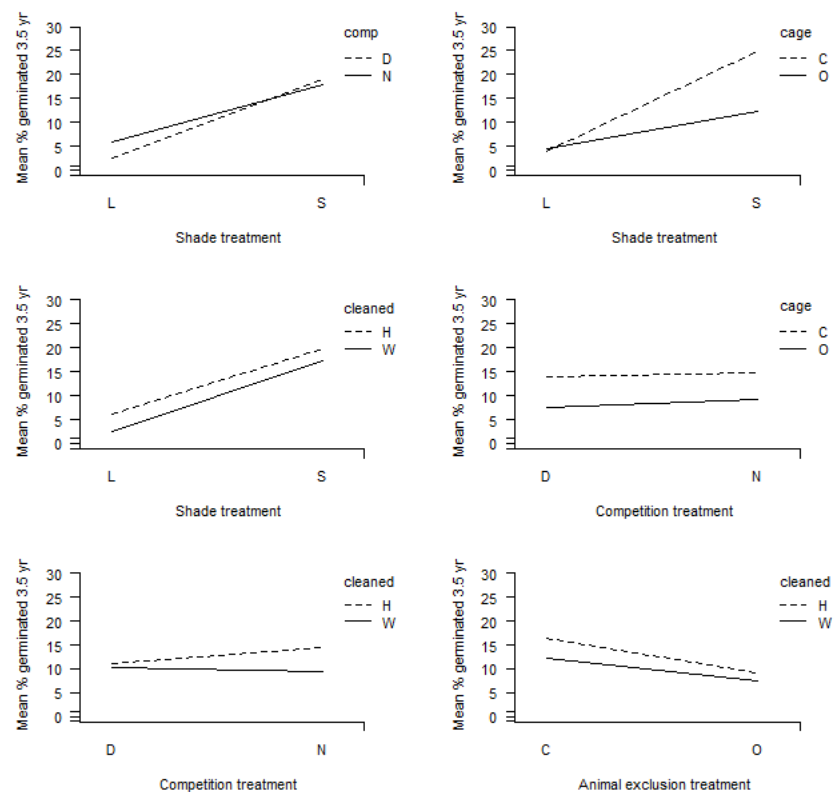 Mean % germinated 3.5 yr
30
25
20
15
10
5
0
L
S
Shade treatment
comp
D
N
Mean % germinated 3.5 yr
30
25
20
15
10
5
0
L
S
Shade treatment
cage
C
O
Mean % germinated 3.5 yr
30
25
20
15
10
5
0
L
S
Shade treatment
cleaned
H
W
Mean % germinated 3.5 yr
30
25
20
15
10
5
0
D
N
Competition treatment
cage
C
O
Mean % germinated 3.5 yr
30
25
20
15
10
5
0
D
N
Competition treatment
cleaned
H
W
Mean % germinated 3.5 yr
30
25
20
15
10
5
0
C
O
Animal exclusion treatment
cleaned
H
W